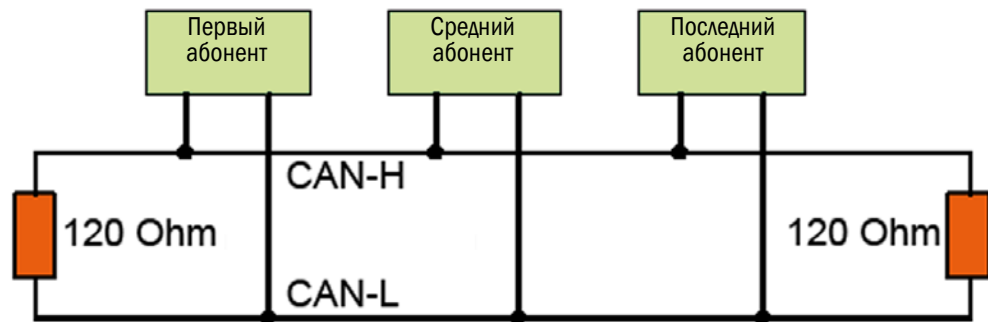 Первый
абонент
Средний
абонент
Последний
абонент
CAN-H
120 Ohm
120 Ohm
CAN-L